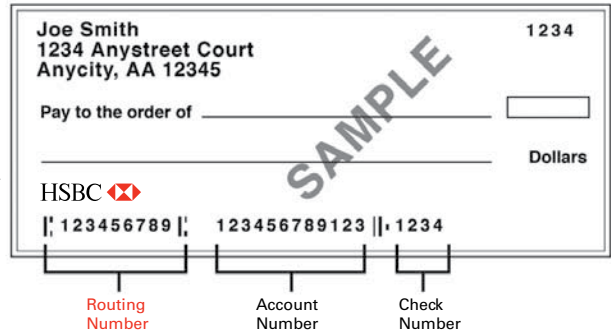 Joe Smith
1234
1234 Anystreet Court
Anycity, AA 12345
Pay to the order of
SAMPLE
Dollars
HSBC
123456789 123456789123 1234
Routing Number
Account Number
Check Number